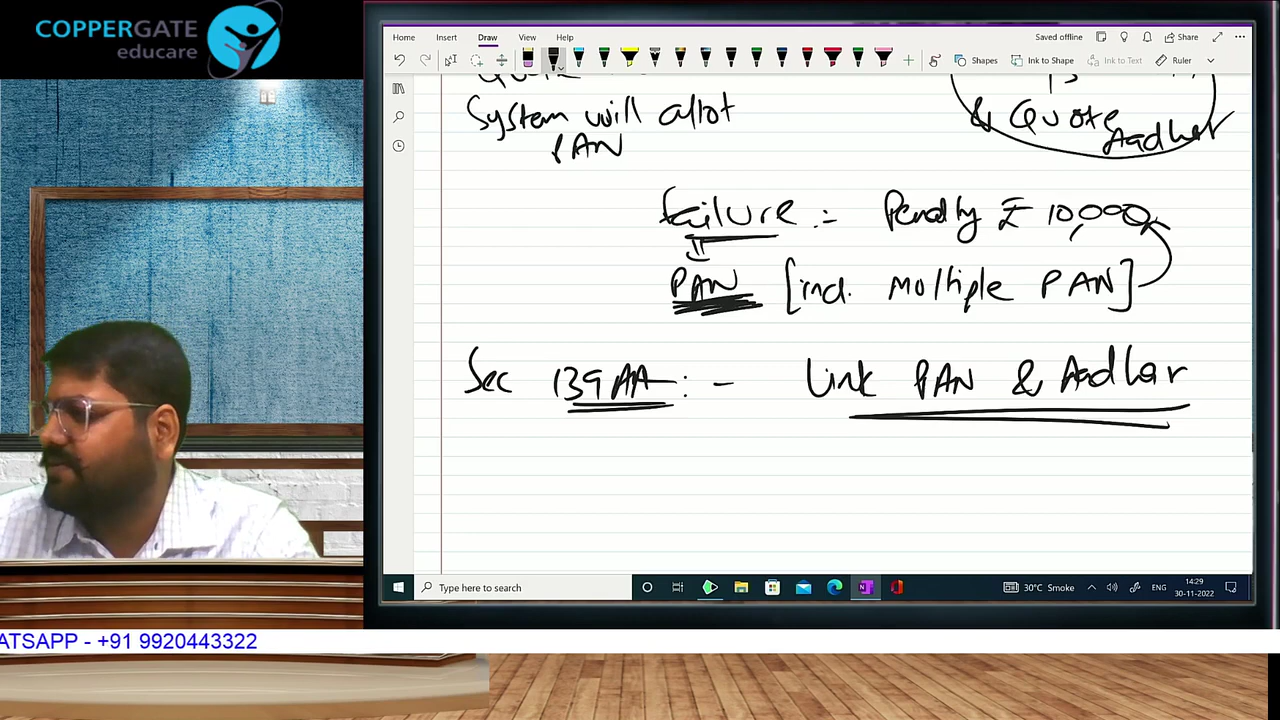 COPPERGATE
educare
Home Insert Draw View Help
Saved offline
Share
Shapes
Ink to Shape
Ink to Text
Ruler
System will allot
PAN
& Quote
Aadhar
failure :- Penalty ₹ 10,000
PAN [incl. Multiple PAN]
Sec 139AA :- Link PAN & Aadhar
Type here to search
30°C Smoke
ENG
14:29
30-11-2022
ATSAPP - +91 9920443322